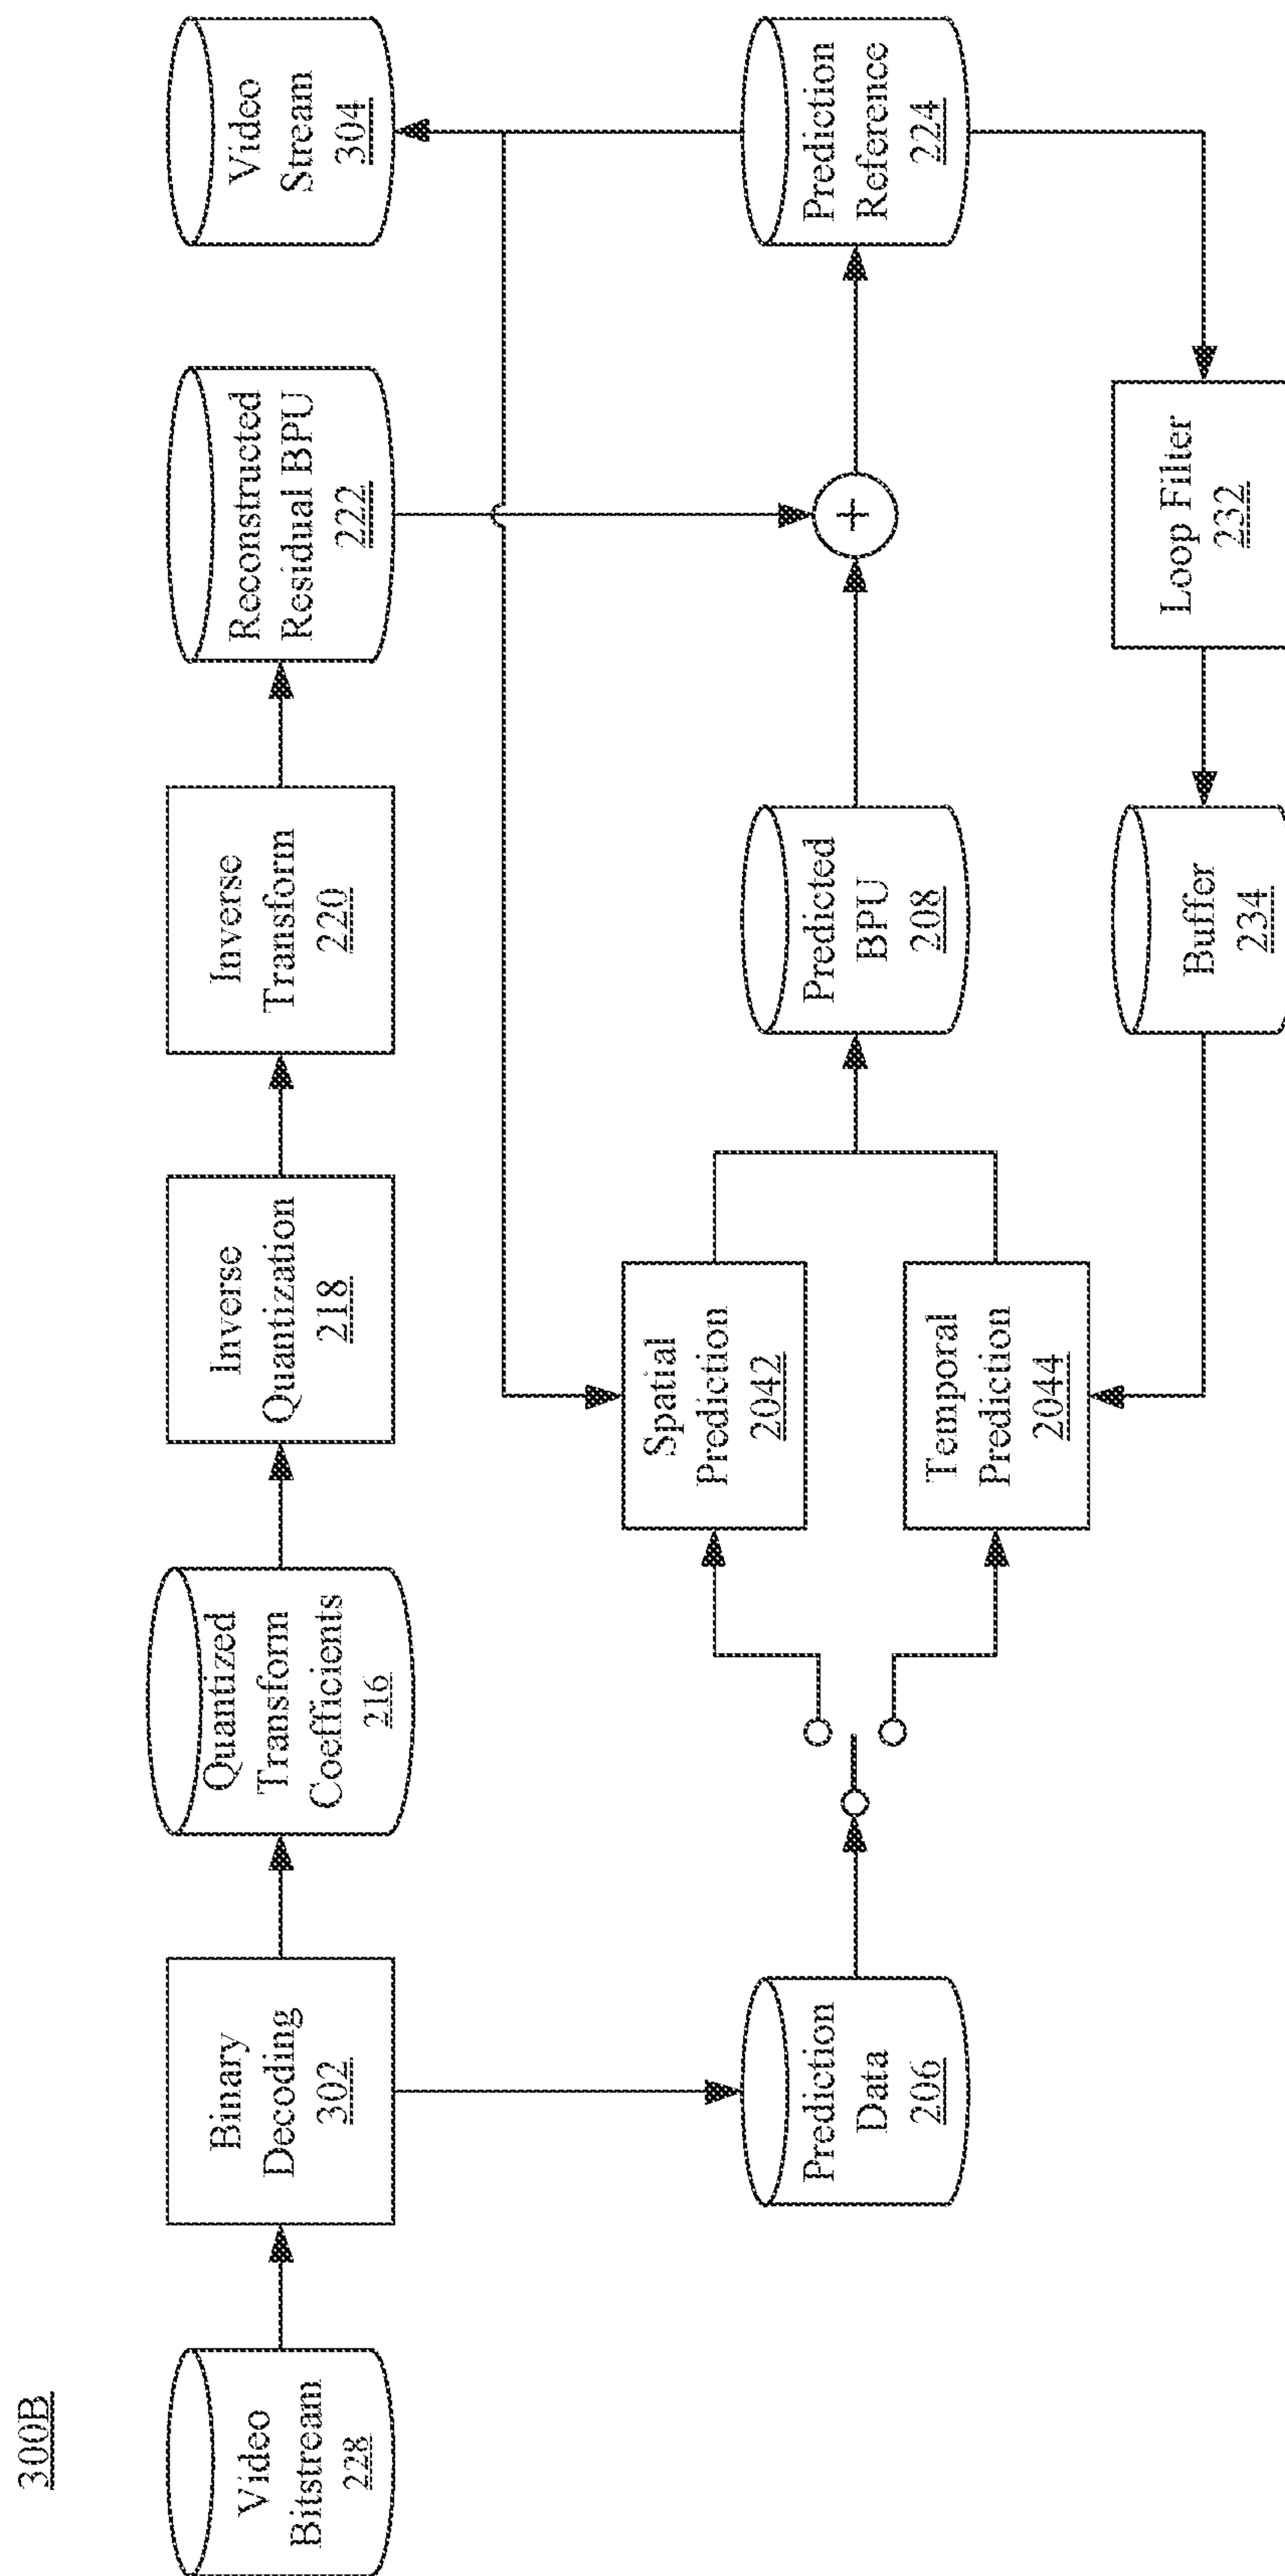 300B
Video
Bitstream
228
Binary
Decoding
302
Quantized
Transform
Coefficients
216
Inverse
Quantization
218
Inverse
Transform
220
Reconstructed
Residual BPU
222
Video
Stream
304
Prediction
Data
206
Spatial
Prediction
2042
Temporal
Prediction
2044
Predicted
BPU
208
+
Prediction
Reference
224
Buffer
234
Loop Filter
232